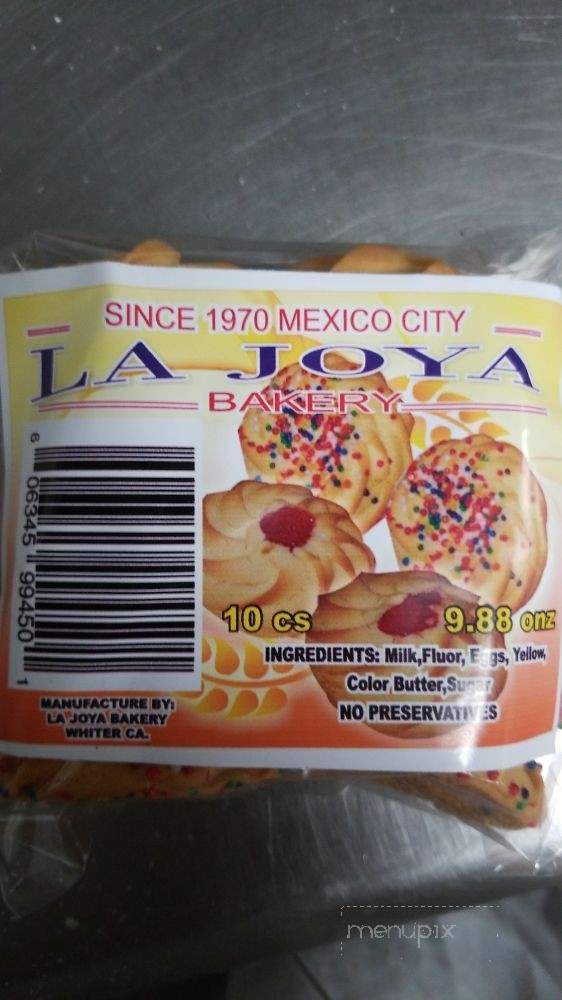 SINCE 1970 MEXICO CITY
LA JOYA
BAKERY
6 06345 99450 1
10 cs
9.88 onz
INGREDIENTS: Milk,Fluor, Eggs, Yellow,
Color Butter,Sugar
NO PRESERVATIVES
MANUFACTURE BY:
LA JOYA BAKERY
WHITER CA.
menupix